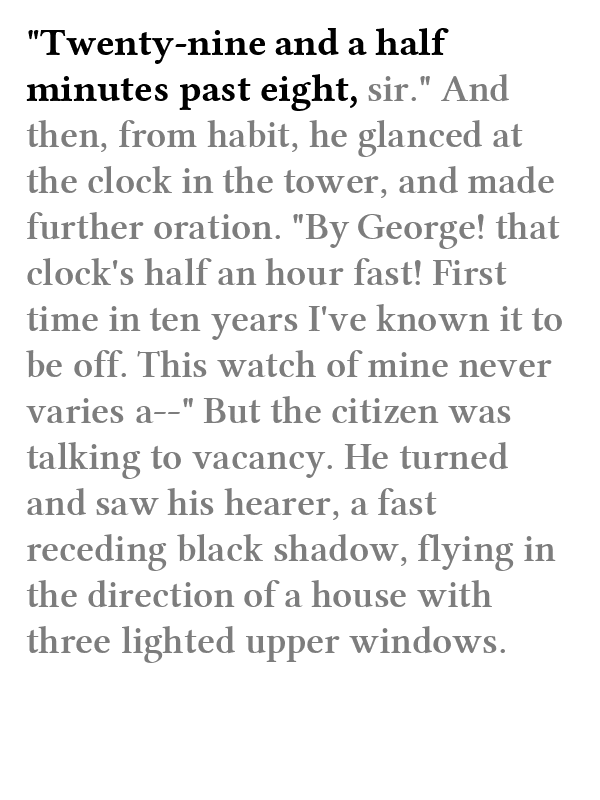 "Twenty-nine and a half
minutes past eight, sir." And
then, from habit, he glanced at
the clock in the tower, and made
further oration. "By George! that
clock's half an hour fast! First
time in ten years I've known it to
be off. This watch of mine never
varies a--" But the citizen was
talking to vacancy. He turned
and saw his hearer, a fast
receding black shadow, flying in
the direction of a house with
three lighted upper windows.